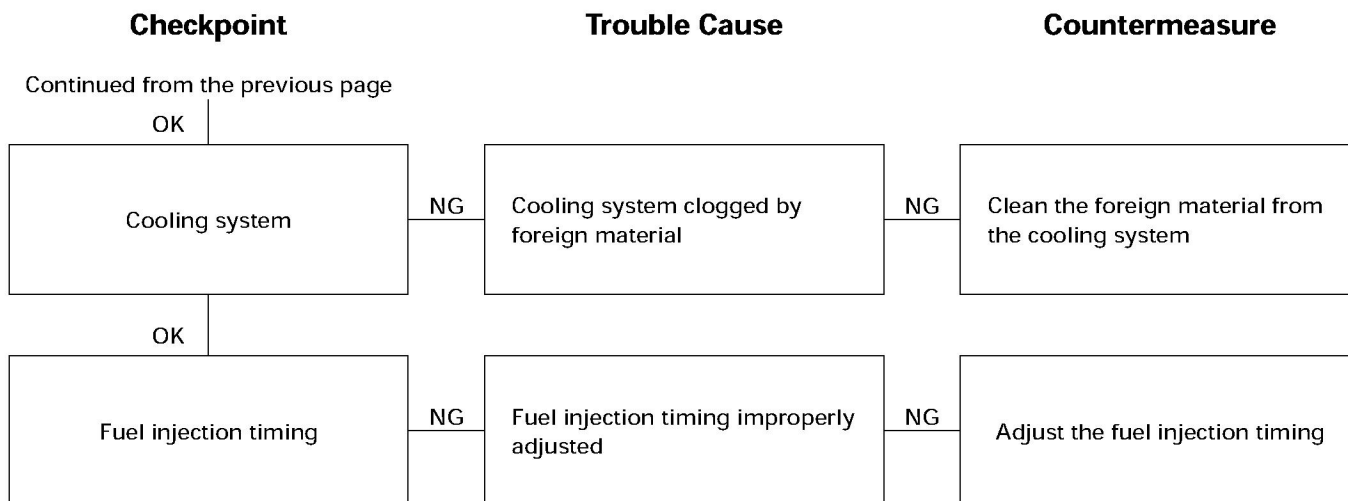 Checkpoint
Trouble Cause
Countermeasure
Continued from the previous page
OK
Cooling system
NG
Cooling system clogged by
foreign material
NG
Clean the foreign material from
the cooling system
OK
Fuel injection timing
NG
Fuel injection timing improperly
adjusted
NG
Adjust the fuel injection timing